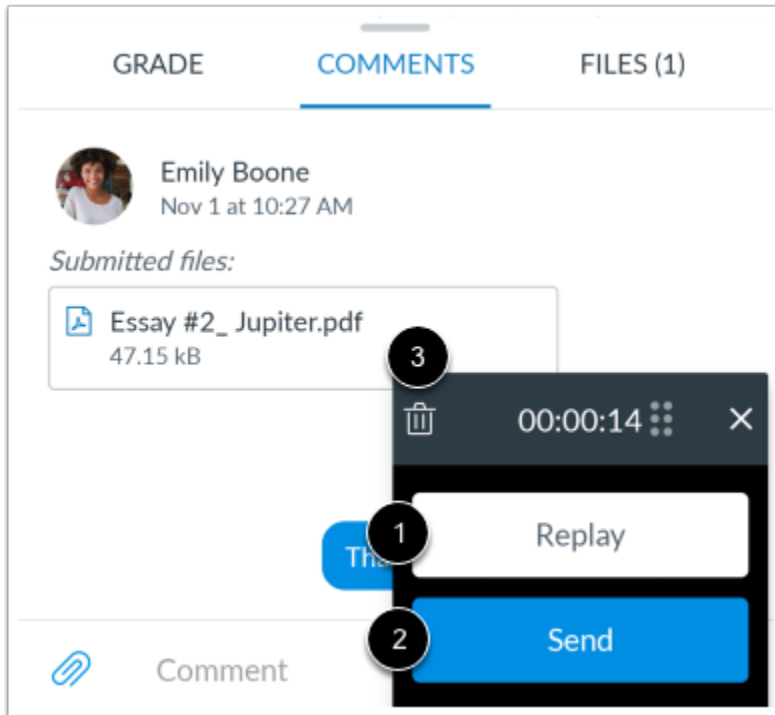 GRADE COMMENTS FILES (1)
Emily Boone
Nov 1 at 10:27 AM
Submitted files:
Essay #2_ Jupiter.pdf
47.15 kB
3
00:00:14
1
Replay
2
Send
Comment